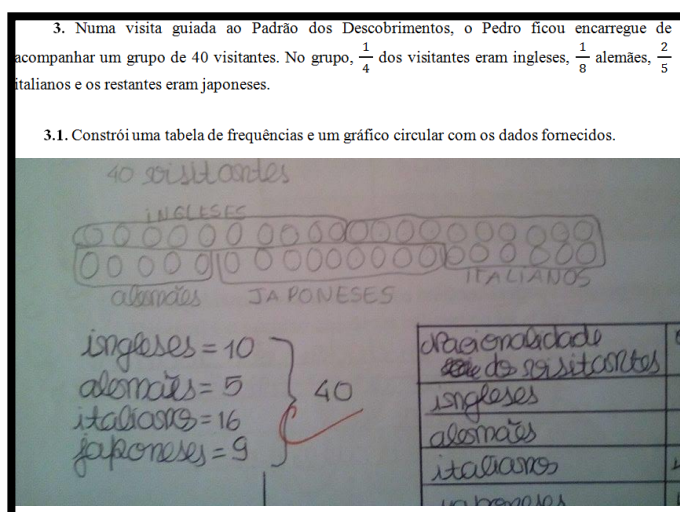 3. Numa visita guiada ao Padrão dos Descobrimentos, o Pedro ficou encarregue de
acompanhar um grupo de 40 visitantes. No grupo, 1/4 dos visitantes eram ingleses, 1/8 alemães, 2/5
italianos e os restantes eram japoneses.
3.1. Constrói uma tabela de frequências e um gráfico circular com os dados fornecidos.
40 visitantes
INGLESES
ITALIANOS
alemães JAPONESES
ingleses = 10
alemães = 5
italianos = 16
japoneses = 9
40
Nacionalidade
do visitantes
ingleses
alemães
italianos
japoneses